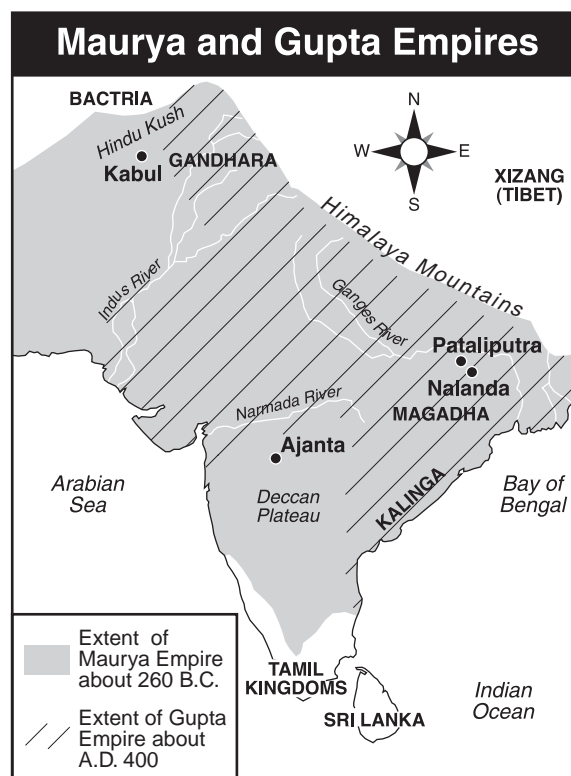 Maurya and Gupta Empires
BACTRIA
N
Hindu Kush
W
E
GANDHARA
Kabul
XIZANG
(TIBET)
S
Himalaya Mountains
Indus River
Ganges River
Pataliputra
Nalanda
Narmada River
MAGADHA
Ajanta
Arabian
Sea
Deccan
Plateau
KALINGA
Bay of
Bengal
Extent of
Maurya Empire
about 260 B.C.
TAMIL
KINGDOMS
Indian
Ocean
SRI LANKA
Extent of Gupta
Empire about
A.D. 400